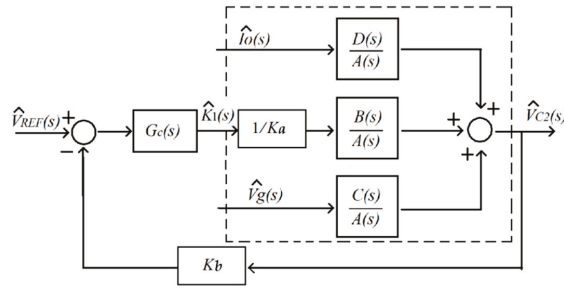 Îo(s)
D(s)
A(s)
+
V̂REF(s)
+
−
Gc(s)
K̂1(s)
1/Ka
B(s)
A(s)
+
V̂C2(s)
+
V̂g(s)
C(s)
A(s)
Kb